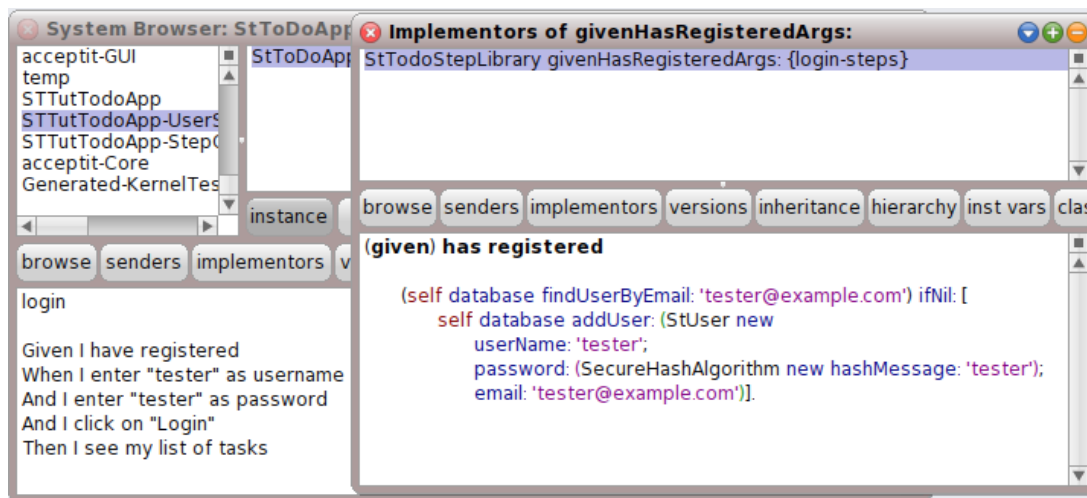 System Browser: StToDoApp
acceptit-GUI
temp
STTutTodoApp
STTutTodoApp-UserS
STTutTodoApp-StepC
acceptit-Core
Generated-KernelTes
StToDoApp
instance
browse senders implementors v
login
Given I have registered
When I enter "tester" as username
And I enter "tester" as password
And I click on "Login"
Then I see my list of tasks
Implementors of givenHasRegisteredArgs:
StTodoStepLibrary givenHasRegisteredArgs: {login-steps}
browse senders implementors versions inheritance hierarchy inst vars clas
(given) has registered
(self database findUserByEmail: 'tester@example.com') ifNil: [
self database addUser: (StUser new
userName: 'tester';
password: (SecureHashAlgorithm new hashMessage: 'tester');
email: 'tester@example.com')].